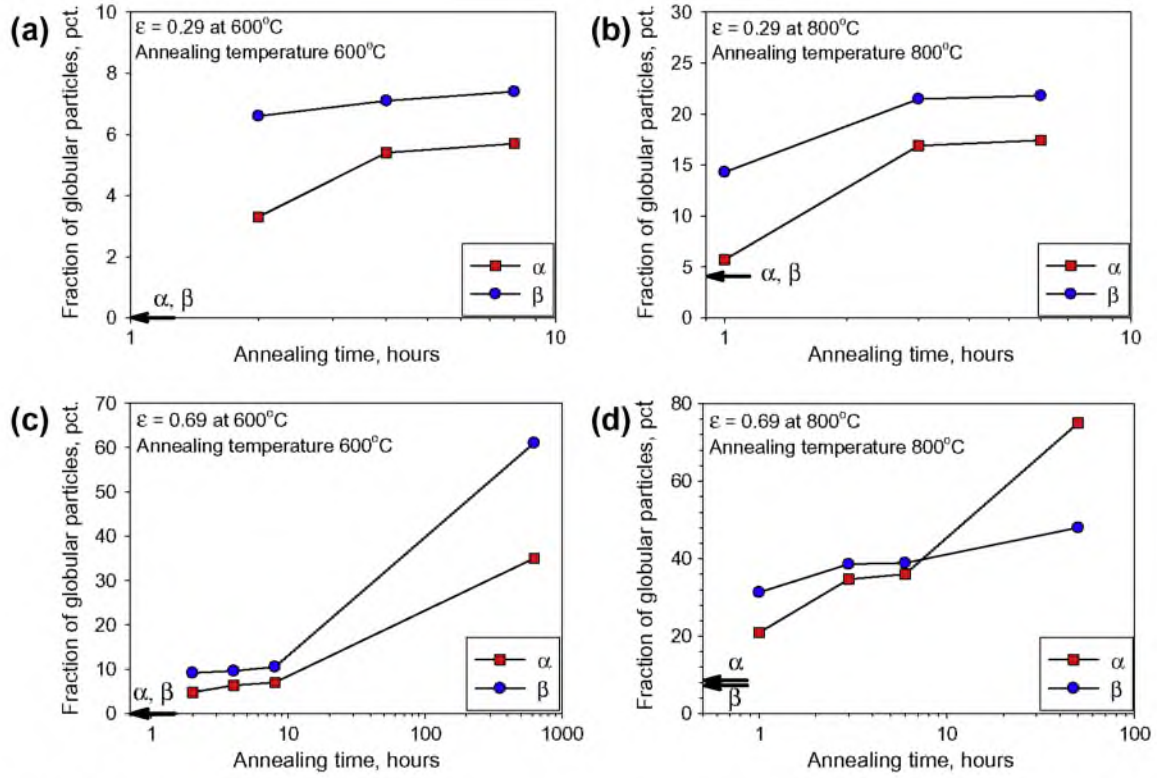 (a)
ε = 0.29 at 600°C
Annealing temperature 600°C
Fraction of globular particles, pct.
8
6
4
2
0
α, β
α
β
1
10
Annealing time, hours
(b)
ε = 0.29 at 800°C
Annealing temperature 800°C
Fraction of globular particles, pct.
30
25
20
15
10
5
0
α, β
α
β
1
10
Annealing time, hours
(c)
ε = 0.69 at 600°C
Annealing temperature 600°C
Fraction of globular particles, pct.
70
60
50
40
30
20
10
0
α, β
α
β
1
10
100
1000
Annealing time, hours
(d)
ε = 0.69 at 800°C
Annealing temperature 800°C
Fraction of globular particles, pct
80
60
40
20
0
α
β
α
β
1
10
100
Annealing time, hours